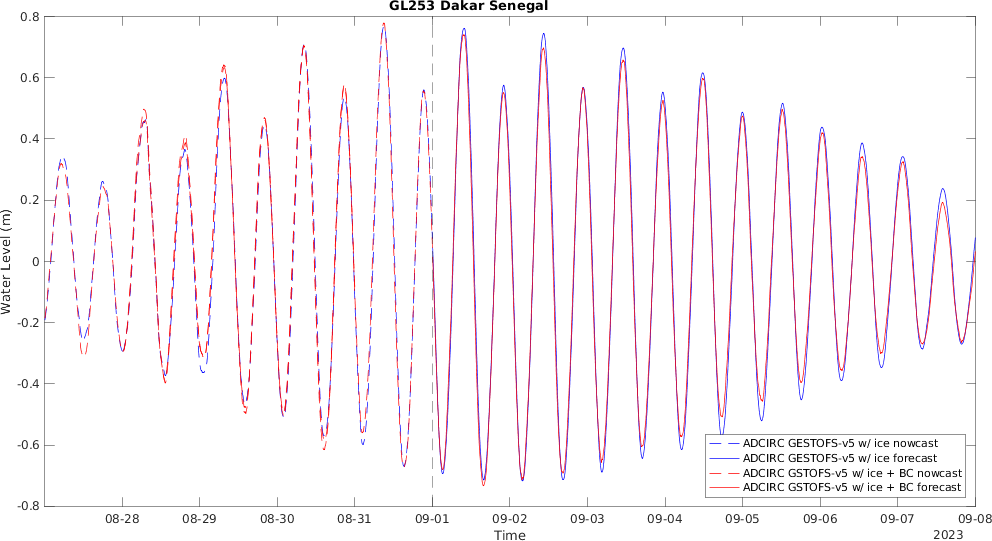 GL253 Dakar Senegal
0.8
0.6
0.4
0.2
0
-0.2
-0.4
-0.6
-0.8
Water Level (m)
ADCIRC GESTOFS-v5 w/ ice nowcast
ADCIRC GESTOFS-v5 w/ ice forecast
ADCIRC GSTOFS-v5 w/ ice + BC nowcast
ADCIRC GSTOFS-v5 w/ ice + BC forecast
08-28 08-29 08-30 08-31 09-01 09-02 09-03 09-04 09-05 09-06 09-07 09-08
Time
2023